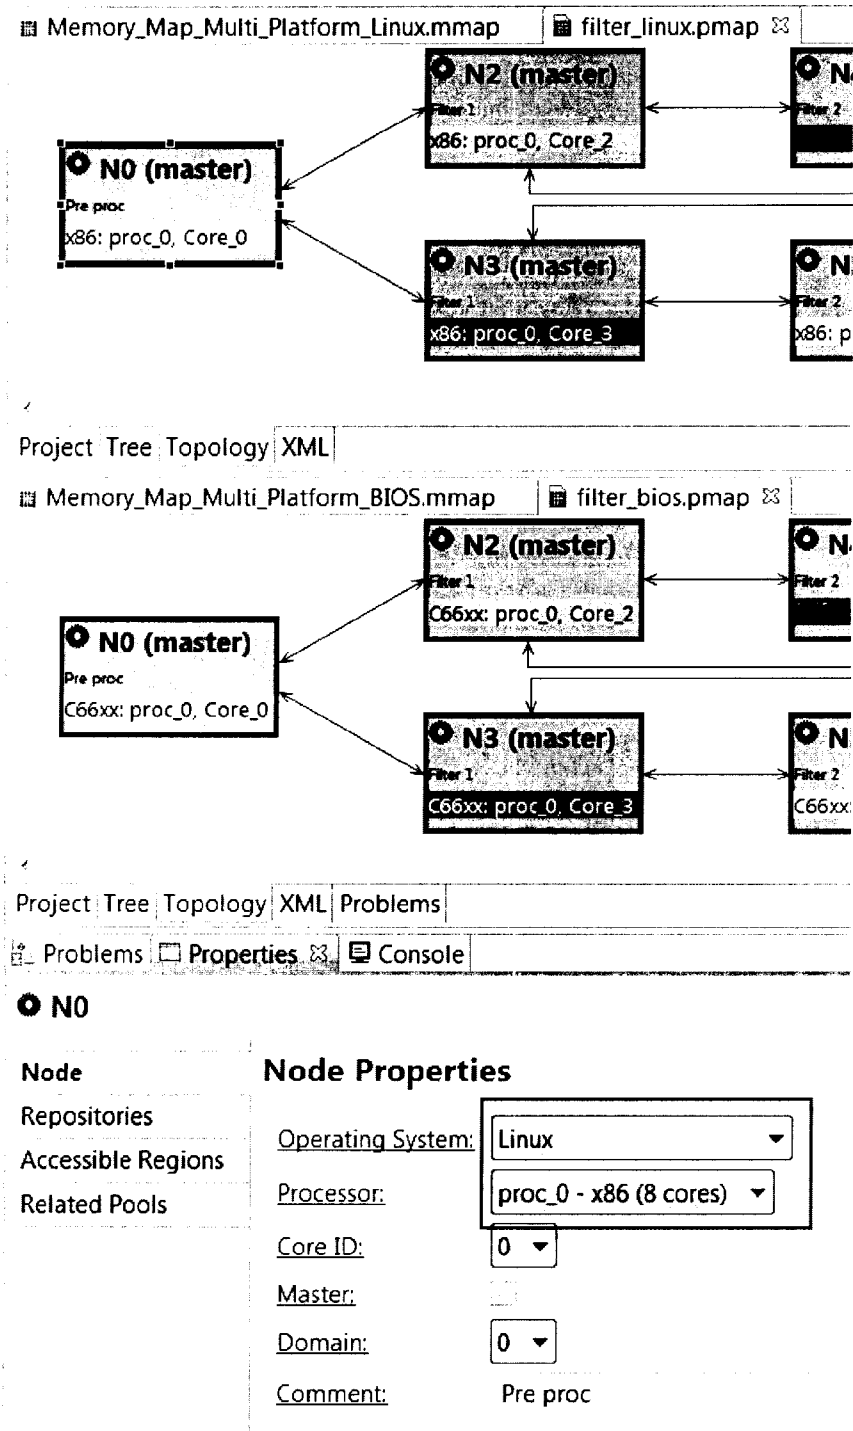 Memory_Map_Multi_Platform_Linux.mmap filter_linux.pmap
N2 (master)
Filter 1
x86: proc_0, Core_2
Filter 2
N0 (master)
Pre proc
x86: proc_0, Core_0
N3 (master)
Filter 1
x86: proc_0, Core_3
N
Filter 2
x86: p
Project Tree Topology XML
Memory_Map_Multi_Platform_BIOS.mmap filter_bios.pmap
N2 (master)
Filter 1
C66xx: proc_0, Core_2
Filter 2
N0 (master)
Pre proc
C66xx: proc_0, Core_0
N3 (master)
Filter 1
C66xx: proc_0, Core_3
N
Filter 2
C66xx:
Project Tree Topology XML Problems
Problems Properties Console
N0
Node
Repositories
Accessible Regions
Related Pools
Node Properties
Operating System: Linux
Processor: proc_0 - x86 (8 cores)
Core ID: 0
Master:
Domain: 0
Comment: Pre proc